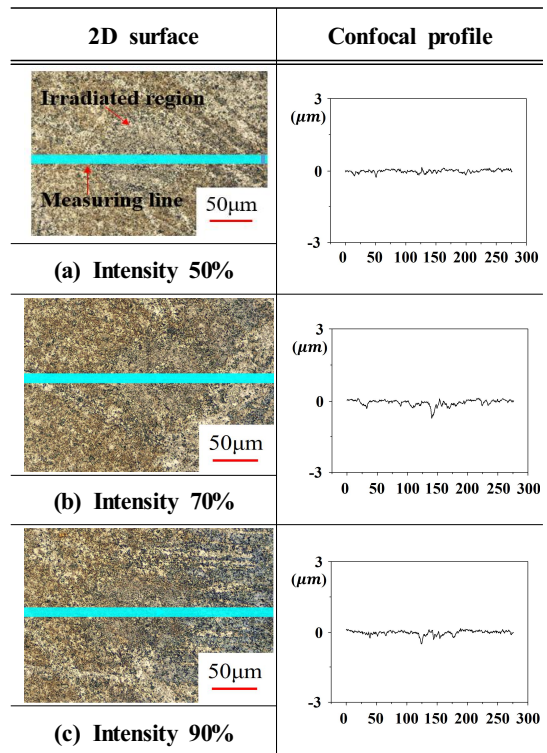 2D surface
Confocal profile
Irradiated region
Measuring line
50μm
3
(μm)
0
-3
0 50 100 150 200 250 300
(a) Intensity 50%
50μm
3
(μm)
0
-3
0 50 100 150 200 250 300
(b) Intensity 70%
50μm
3
(μm)
0
-3
0 50 100 150 200 250 300
(c) Intensity 90%